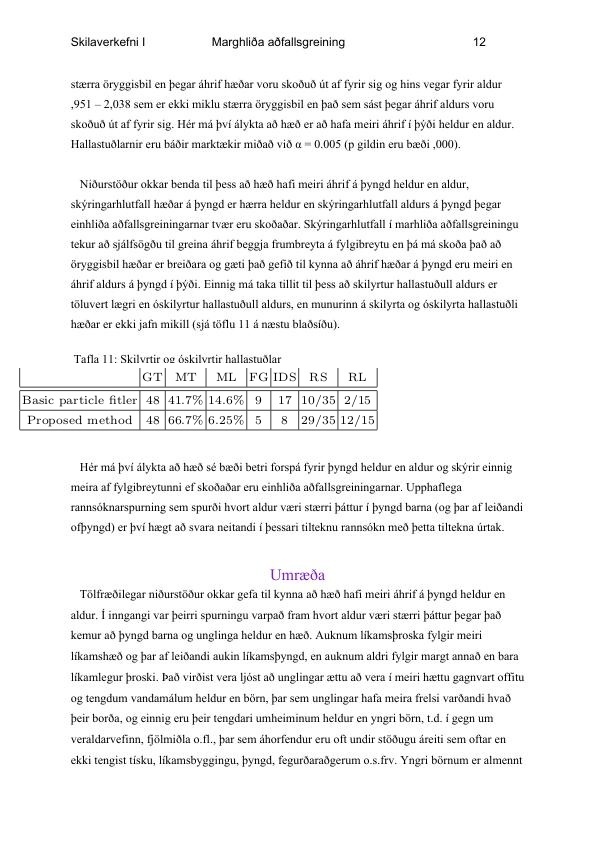 Skilaverkefni I Marghliða aðfallsgreining 12
stærra öryggisbil en þegar áhrif hæðar voru skoðuð út af fyrir sig og hins vegar fyrir aldur
,951 – 2,038 sem er ekki miklu stærra öryggisbil en það sem sást þegar áhrif aldurs voru
skoðuð út af fyrir sig. Hér má því álykta að hæð er að hafa meiri áhrif í þýði heldur en aldur.
Hallastuðlarnir eru báðir marktækir miðað við α = 0.005 (p gildin eru bæði ,000).
Niðurstöður okkar benda til þess að hæð hafi meiri áhrif á þyngd heldur en aldur,
skýringarhlutfall hæðar á þyngd er hærra heldur en skýringarhlutfall aldurs á þyngd þegar
einhliða aðfallsgreiningarnar tvær eru skoðaðar. Skýringarhlutfall í marhliða aðfallsgreiningu
tekur að sjálfsögðu til greina áhrif beggja frumbreyta á fylgibreytu en þá má skoða það að
öryggisbil hæðar er breiðara og gæti það gefið til kynna að áhrif hæðar á þyngd eru meiri en
áhrif aldurs á þyngd í þýði. Einnig má taka tillit til þess að skilyrtur hallastuðull aldurs er
töluvert lægri en óskilyrtur hallastuðull aldurs, en munurinn á skilyrta og óskilyrta hallastuðli
hæðar er ekki jafn mikill (sjá töflu 11 á næstu blaðsíðu).
Tafla 11: Skilyrtir og óskilyrtir hallastuðlar
GT MT ML FG IDS RS RL
Basic particle fitler 48 41.7% 14.6% 9 17 10/35 2/15
Proposed method 48 66.7% 6.25% 5 8 29/35 12/15
Hér má því álykta að hæð sé bæði betri forspá fyrir þyngd heldur en aldur og skýrir einnig
meira af fylgibreytunni ef skoðaðar eru einhliða aðfallsgreiningarnar. Upphaflega
rannsóknarspurning sem spurði hvort aldur væri stærri þáttur í þyngd barna (og þar af leiðandi
ofþyngd) er því hægt að svara neitandi í þessari tilteknu rannsókn með þetta tiltekna úrtak.
Umræða
Tölfræðilegar niðurstöður okkar gefa til kynna að hæð hafi meiri áhrif á þyngd heldur en
aldur. Í inngangi var þeirri spurningu varpað fram hvort aldur væri stærri þáttur þegar það
kemur að þyngd barna og unglinga heldur en hæð. Auknum líkamsþroska fylgir meiri
líkamshæð og þar af leiðandi aukin líkamsþyngd, en auknum aldri fylgir margt annað en bara
líkamlegur þroski. Það virðist vera ljóst að unglingar ættu að vera í meiri hættu gagnvart offitu
og tengdum vandamálum heldur en börn, þar sem unglingar hafa meira frelsi varðandi hvað
þeir borða, og einnig eru þeir tengdari umheiminum heldur en yngri börn, t.d. í gegn um
veraldarvefinn, fjölmiðla o.fl., þar sem áhorfendur eru oft undir stöðugu áreiti sem oftar en
ekki tengist tísku, líkamsbyggingu, þyngd, fegurðaraðgerum o.s.frv. Yngri börnum er almennt